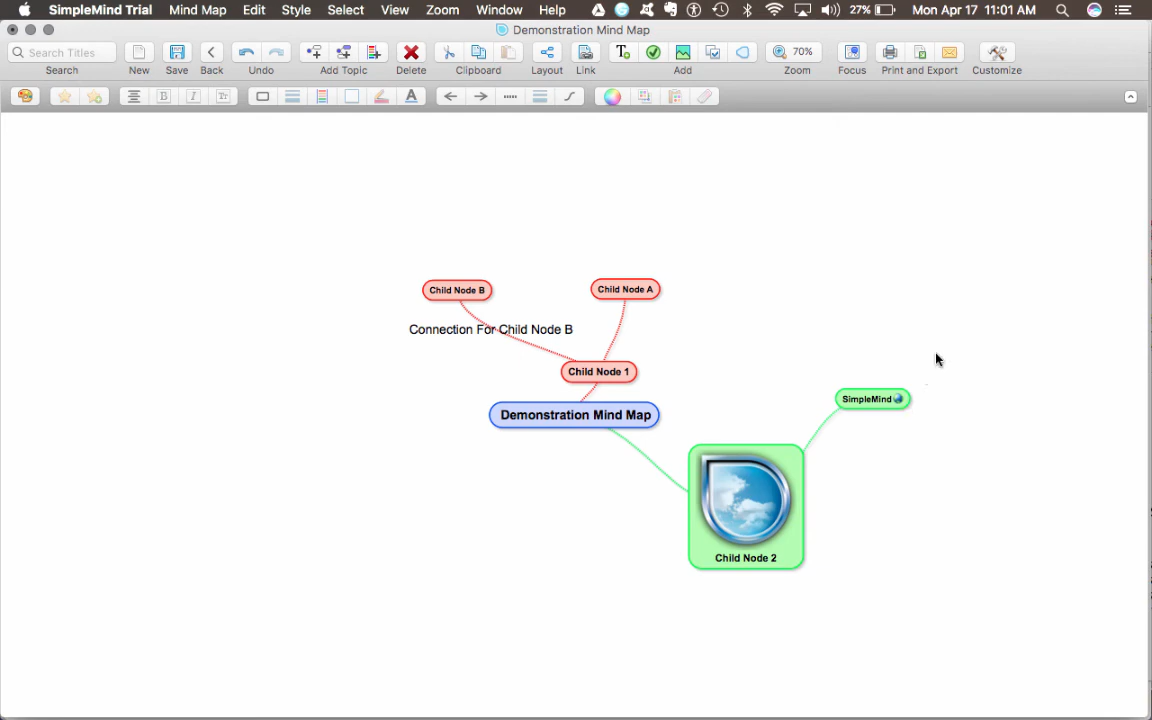 SimpleMind Trial Mind Map Edit Style Select View Zoom Window Help 27% Mon Apr 17 11:01 AM
Demonstration Mind Map
Search Titles 70%
Search New Save Back Undo Add Topic Delete Clipboard Layout Link Add Zoom Focus Print and Export Customize
B I Tr A
Child Node B Child Node A
Connection For Child Node B
Child Node 1
SimpleMind
Demonstration Mind Map
Child Node 2